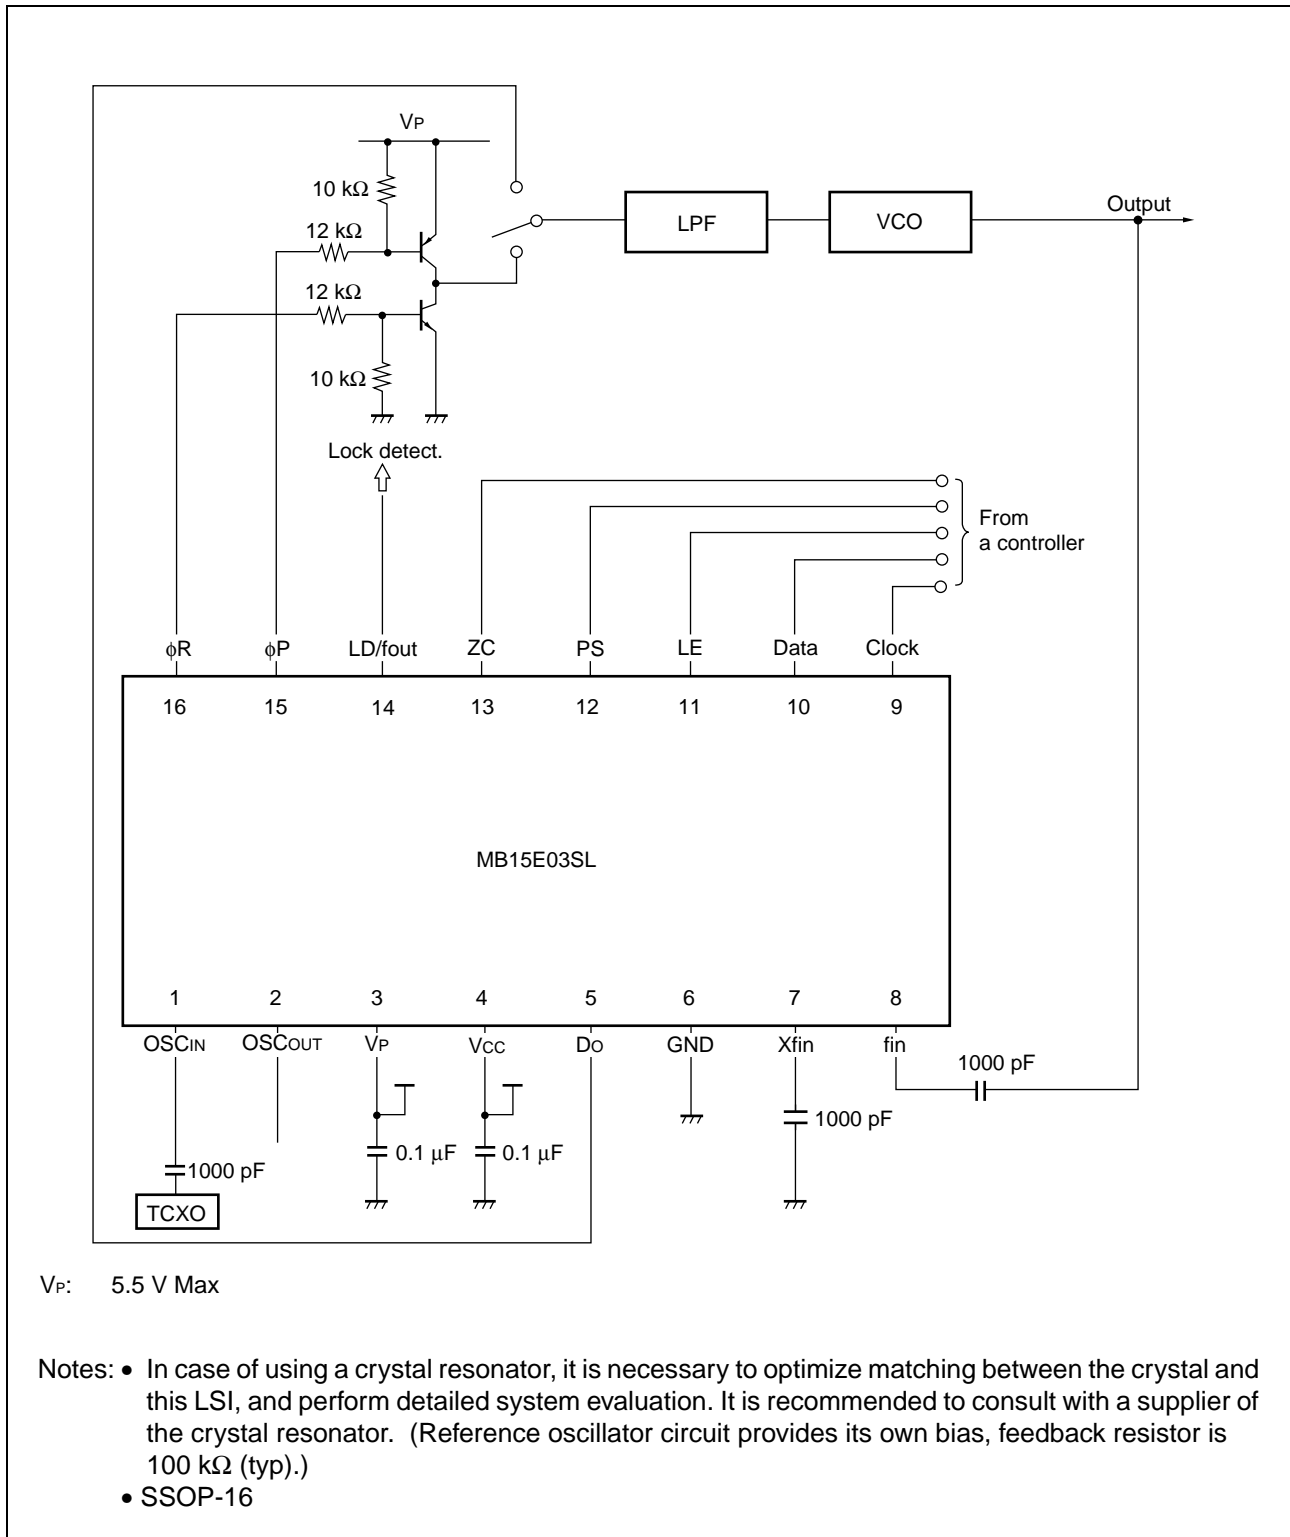 VP
10 kΩ
12 kΩ
12 kΩ
10 kΩ
LPF
VCO
Output
Lock detect.
From
a controller
ϕR ϕP LD/fout ZC PS LE Data Clock
16 15 14 13 12 11 10 9
MB15E03SL
1 2 3 4 5 6 7 8
OSCIN OSCOUT VP VCC DO GND Xfin fin
1000 pF
1000 pF
0.1 µF
0.1 µF
1000 pF
TCXO
VP: 5.5 V Max
Notes: • In case of using a crystal resonator, it is necessary to optimize matching between the crystal and
this LSI, and perform detailed system evaluation. It is recommended to consult with a supplier of
the crystal resonator. (Reference oscillator circuit provides its own bias, feedback resistor is
100 kΩ (typ).)
• SSOP-16